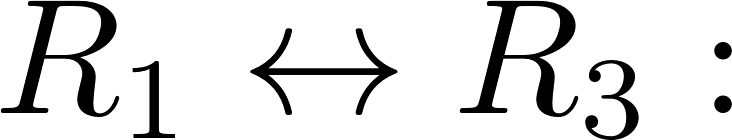 R₁ ↔ R₃ :